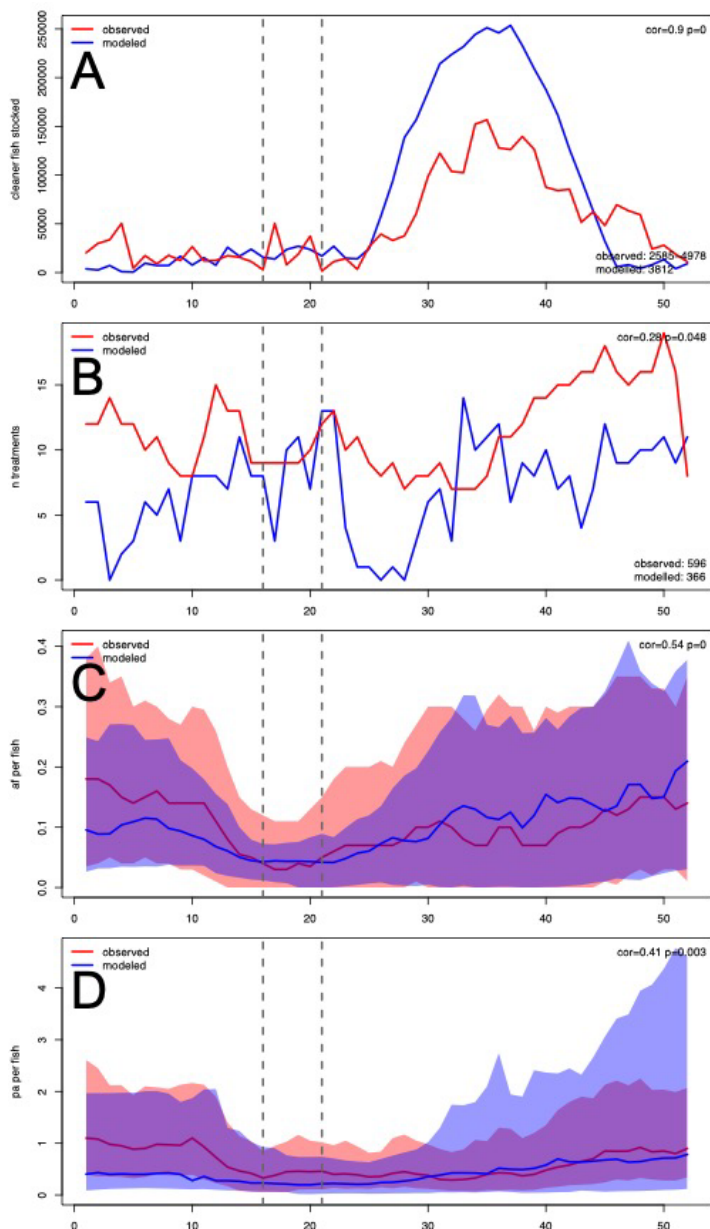 A
observed
modeled
cor=0.9 p=0
cleaner fish stocked
250000
200000
150000
100000
50000
0
observed: 2585-4978
modelled: 3812
0 10 20 30 40 50
B
observed
modeled
cor=0.28 p=0.048
n treatments
15
10
5
0
observed: 596
modelled: 366
0 10 20 30 40 50
C
observed
modeled
cor=0.54 p=0
af per fish
0.4
0.3
0.2
0.1
0.0
0 10 20 30 40 50
D
observed
modeled
cor=0.41 p=0.003
pa per fish
4
3
2
1
0
0 10 20 30 40 50